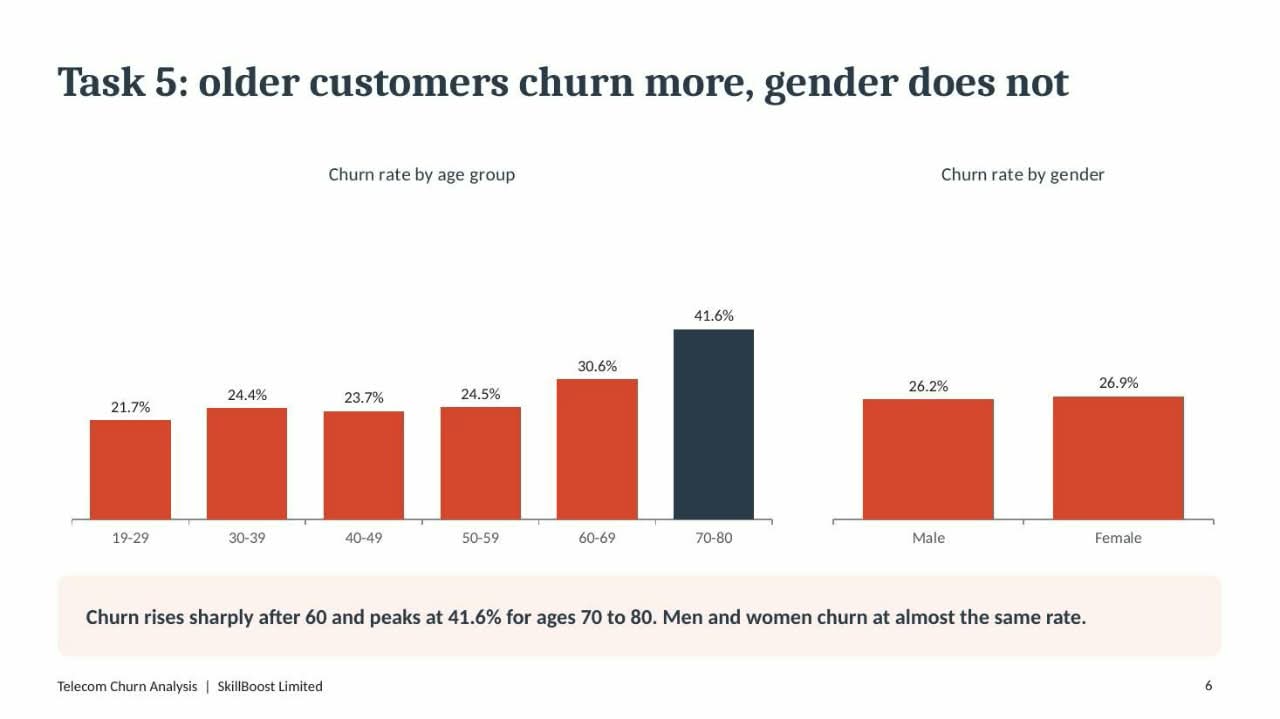 Task 5: older customers churn more, gender does not
Churn rate by age group
41.6%
30.6%
24.4%
24.5%
23.7%
21.7%
19-29
30-39
40-49
50-59
60-69
70-80
Churn rate by gender
26.2%
26.9%
Male
Female
Churn rises sharply after 60 and peaks at 41.6% for ages 70 to 80. Men and women churn at almost the same rate.
Telecom Churn Analysis | SkillBoost Limited
6